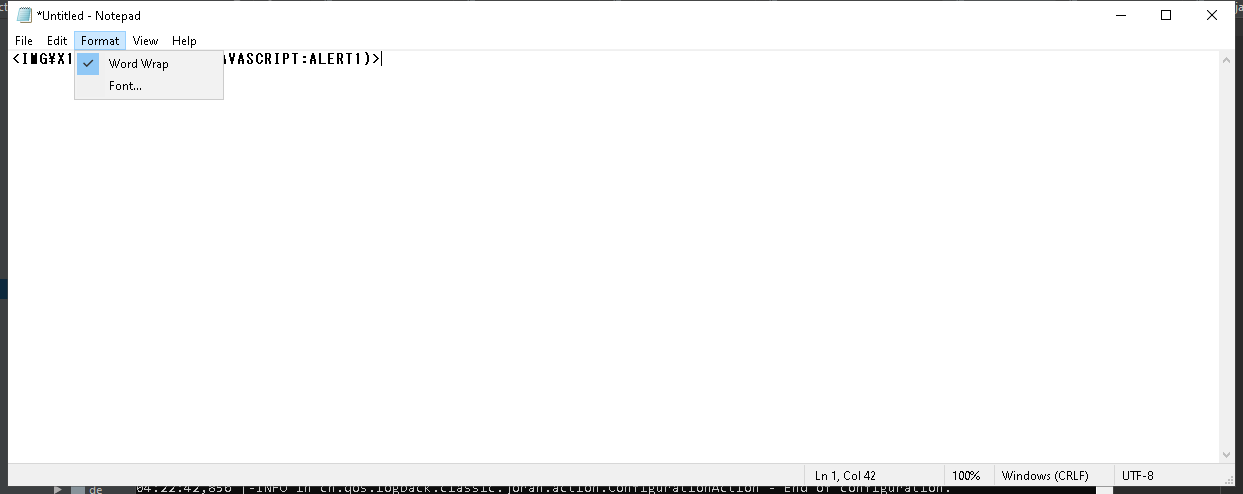 *Untitled - Notepad
File Edit Format View Help
<IMG¥X1 AVASCRIPT:ALERT1)>
Word Wrap
Font...
Ln 1, Col 42 100% Windows (CRLF) UTF-8
de 04:22:42,856 |-INFO in ch.qos.logback.classic.joran.action.ConfigurationAction - End of configuration.